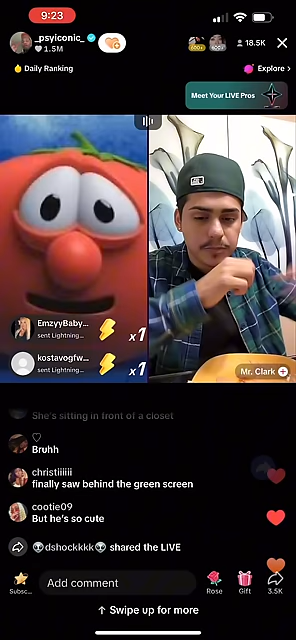 9:23
_psyiconic_
1.5M
600+
600+
18.5K
Daily Ranking
Explore >
Meet Your LIVE Pros
EmzyyBaby...
sent Lightning...
x1
kostavogfw...
sent Lightning...
x1
Mr. Clark
She's sitting in front of a closet
♡
Bruhh
christiiiiii
finally saw behind the green screen
cootie09
But he's so cute
👽dshockkkk👽 shared the LIVE
Subsc...
Add comment
Rose
Gift
3.5K
↑ Swipe up for more